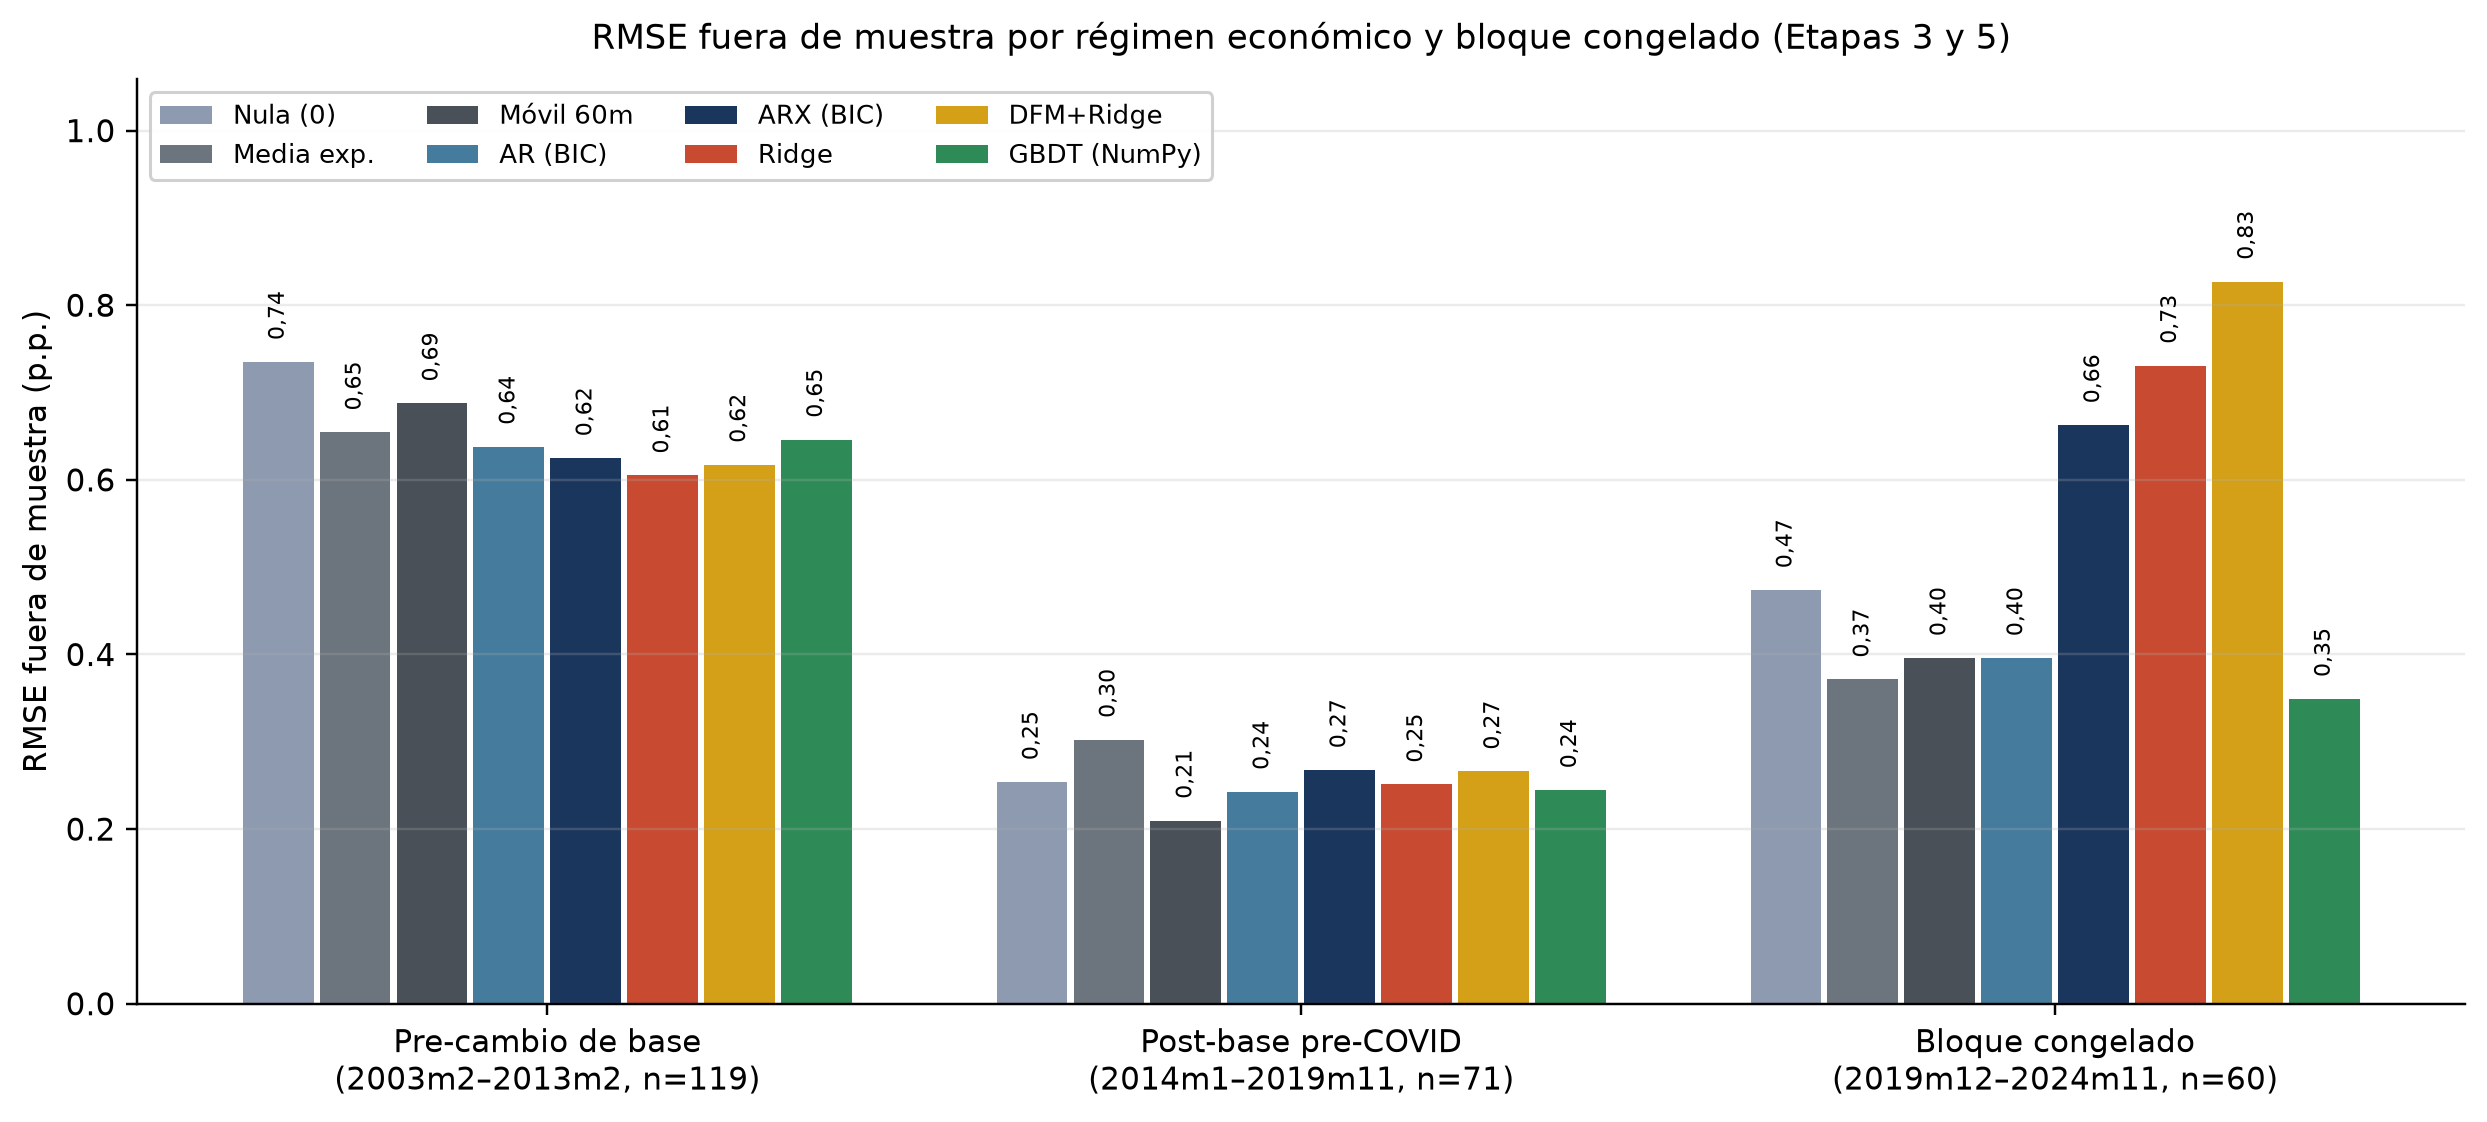 RMSE fuera de muestra por régimen económico y bloque congelado (Etapas 3 y 5)
RMSE fuera de muestra (p.p.)
1.0
0.8
0.6
0.4
0.2
0.0
Nula (0)
Media exp.
Móvil 60m
AR (BIC)
ARX (BIC)
Ridge
DFM+Ridge
GBDT (NumPy)
0,74
0,65
0,69
0,64
0,62
0,61
0,62
0,65
0,25
0,30
0,21
0,24
0,27
0,25
0,27
0,24
0,47
0,37
0,40
0,40
0,66
0,73
0,83
0,35
Pre-cambio de base
(2003m2–2013m2, n=119)
Post-base pre-COVID
(2014m1–2019m11, n=71)
Bloque congelado
(2019m12–2024m11, n=60)